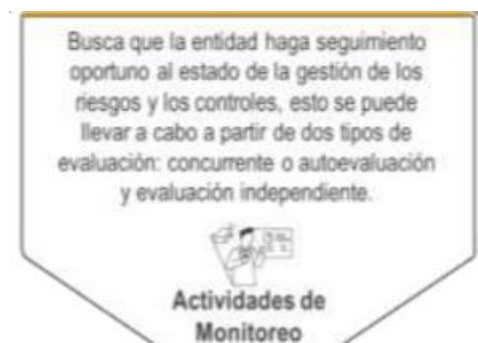 Busca que la entidad haga seguimiento
oportuno al estado de la gestión de los
riesgos y los controles, esto se puede
llevar a cabo a partir de dos tipos de
evaluación: concurrente o autoevaluación
y evaluación independiente.
Actividades de
Monitoreo